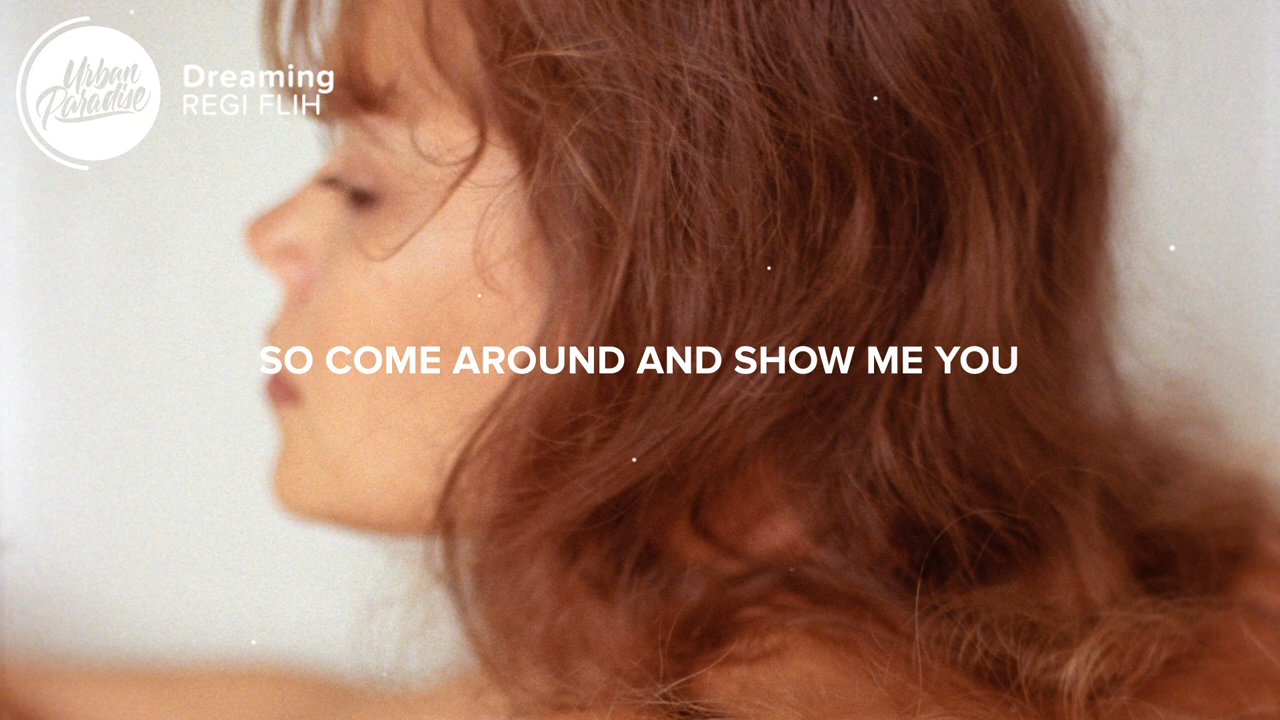 Urban
Paradise
Dreaming
REGI FLIH
SO COME AROUND AND SHOW ME YOU